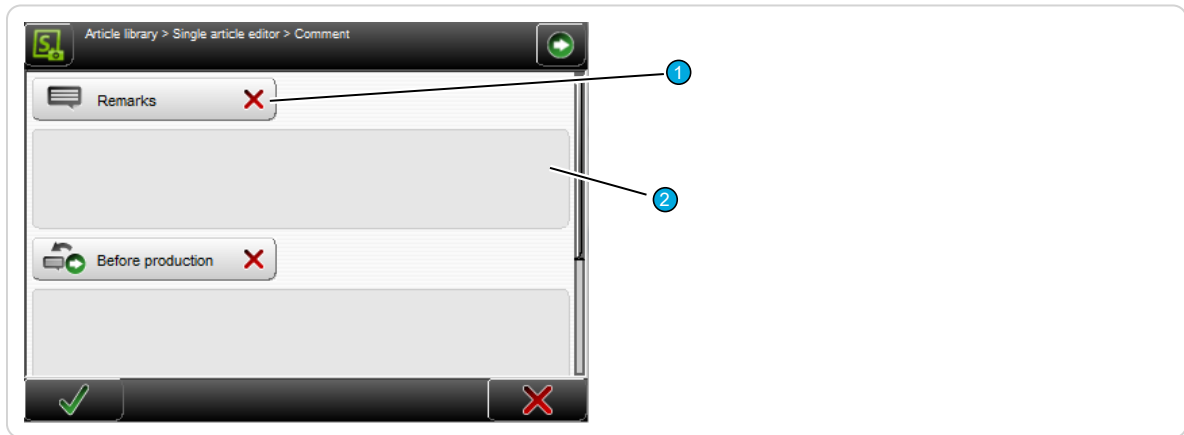 Article library > Single article editor > Comment
1
Remarks
2
Before production